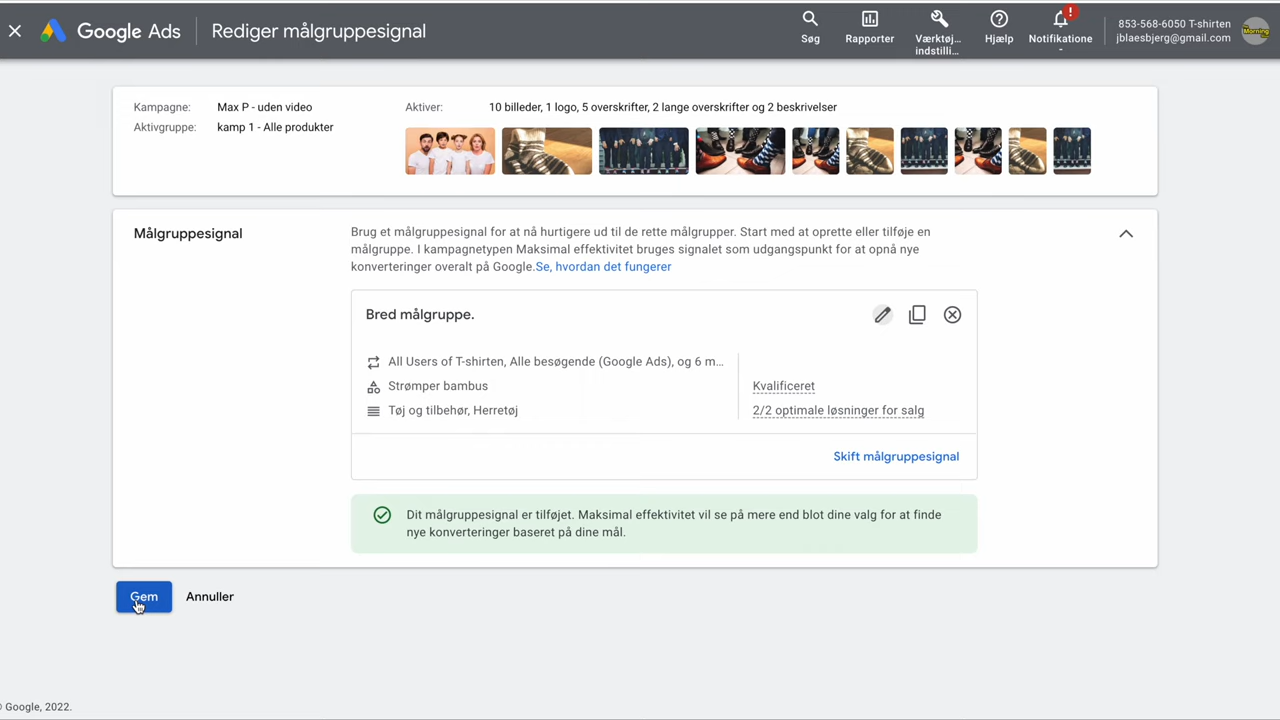 Google Ads
Rediger målgruppesignal
Søg
Rapporter
Værktøj...
indstilli...
Hjælp
Notifikatione
-
!
853-568-6050 T-shirten
jblaesbjerg@gmail.com
Morning
Kampagne: Max P - uden video
Aktivgruppe: kamp 1 - Alle produkter
Aktiver: 10 billeder, 1 logo, 5 overskrifter, 2 lange overskrifter og 2 beskrivelser
Målgruppesignal
Brug et målgruppesignal for at nå hurtigere ud til de rette målgrupper. Start med at oprette eller tilføje en
målgruppe. I kampagnetypen Maksimal effektivitet bruges signalet som udgangspunkt for at opnå nye
konverteringer overalt på Google.Se, hvordan det fungerer
Bred målgruppe.
All Users of T-shirten, Alle besøgende (Google Ads), og 6 m...
Strømper bambus
Tøj og tilbehør, Herretøj
Kvalificeret
2/2 optimale løsninger for salg
Skift målgruppesignal
Dit målgruppesignal er tilføjet. Maksimal effektivitet vil se på mere end blot dine valg for at finde
nye konverteringer baseret på dine mål.
Gem
Annuller
© Google, 2022.